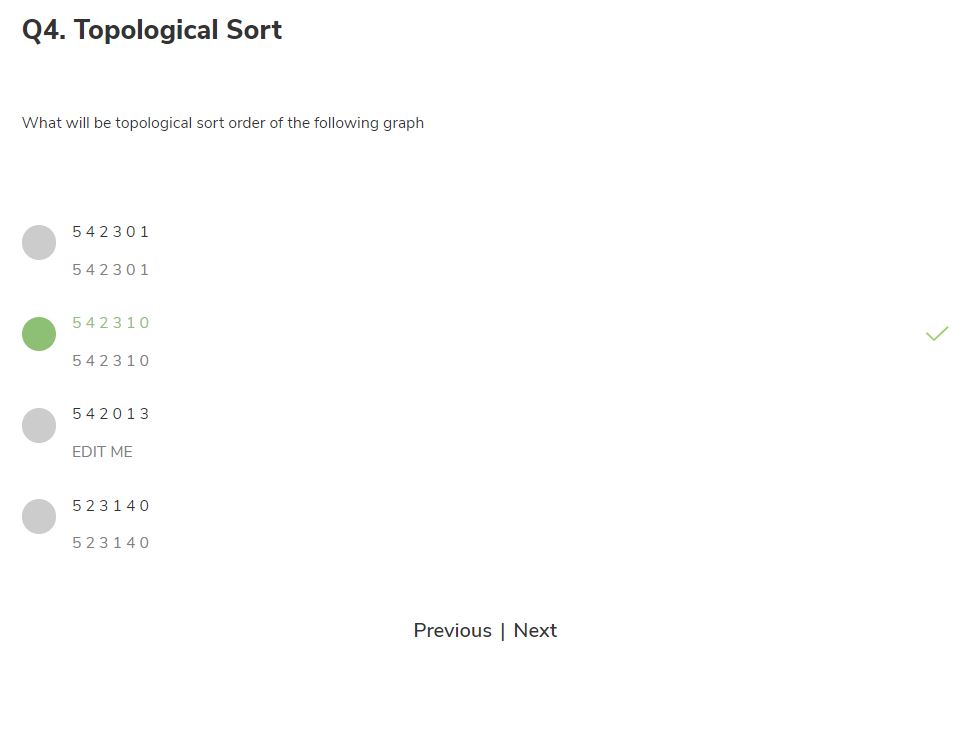 Q4. Topological Sort
What will be topological sort order of the following graph
5 4 2 3 0 1
5 4 2 3 0 1
5 4 2 3 1 0
5 4 2 3 1 0
5 4 2 0 1 3
EDIT ME
5 2 3 1 4 0
5 2 3 1 4 0
Previous | Next